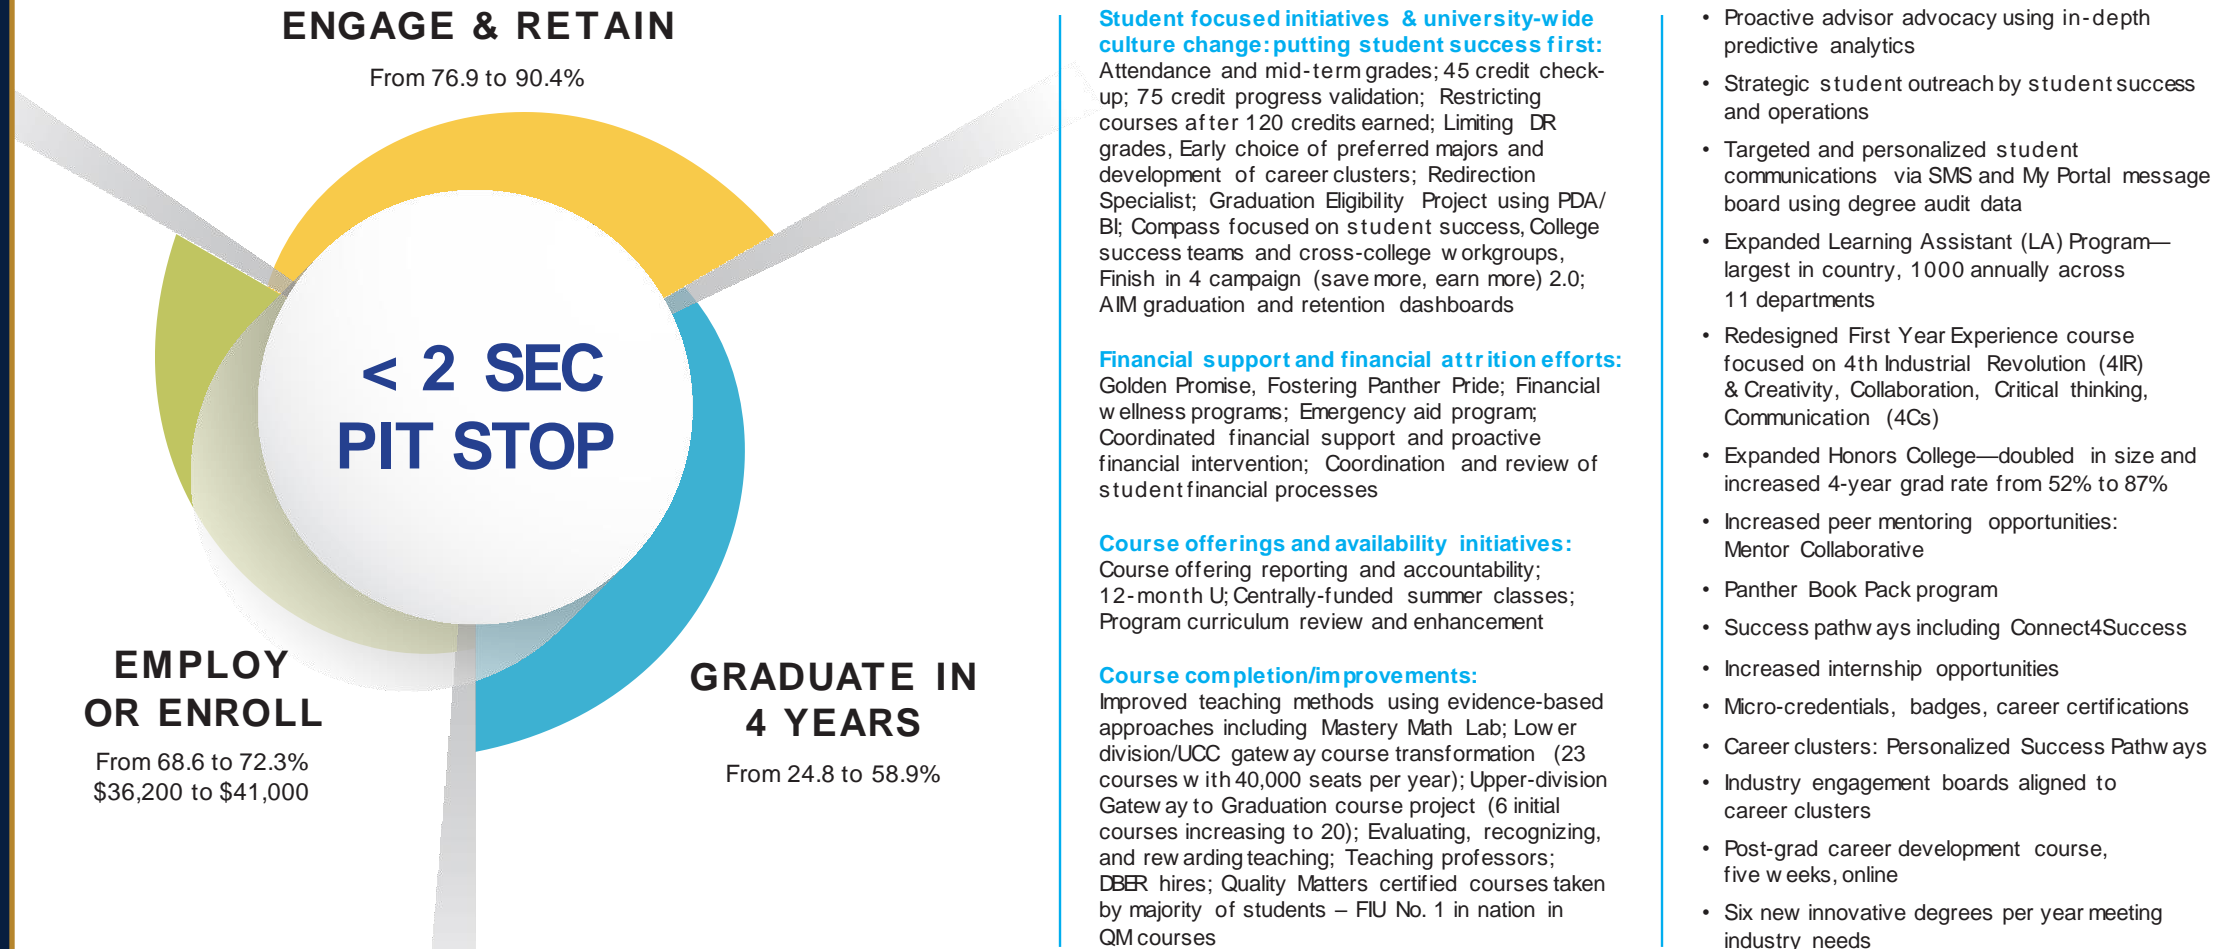 ENGAGE & RETAIN
From 76.9 to 90.4%
< 2 SEC
PIT STOP
EMPLOY
OR ENROLL
From 68.6 to 72.3%
$36,200 to $41,000
GRADUATE IN
4 YEARS
From 24.8 to 58.9%
Student focused initiatives & university-wide
culture change: putting student success first:
Attendance and mid-term grades; 45 credit check-
up; 75 credit progress validation; Restricting
courses after 120 credits earned; Limiting DR
grades, Early choice of preferred majors and
development of career clusters; Redirection
Specialist; Graduation Eligibility Project using PDA/
BI; Compass focused on student success, College
success teams and cross-college workgroups,
Finish in 4 campaign (save more, earn more) 2.0;
AIM graduation and retention dashboards
Financial support and financial attrition efforts:
Golden Promise, Fostering Panther Pride; Financial
wellness programs; Emergency aid program;
Coordinated financial support and proactive
financial intervention; Coordination and review of
student financial processes
Course offerings and availability initiatives:
Course offering reporting and accountability;
12-month U; Centrally-funded summer classes;
Program curriculum review and enhancement
Course completion/improvements:
Improved teaching methods using evidence-based
approaches including Mastery Math Lab; Lower
division/UCC gateway course transformation (23
courses with 40,000 seats per year); Upper-division
Gateway to Graduation course project (6 initial
courses increasing to 20); Evaluating, recognizing,
and rewarding teaching; Teaching professors;
DBER hires; Quality Matters certified courses taken
by majority of students – FIU No. 1 in nation in
QM courses
• Proactive advisor advocacy using in-depth
predictive analytics
• Strategic student outreach by student success
and operations
• Targeted and personalized student
communications via SMS and My Portal message
board using degree audit data
• Expanded Learning Assistant (LA) Program—
largest in country, 1000 annually across
11 departments
• Redesigned First Year Experience course
focused on 4th Industrial Revolution (4IR)
& Creativity, Collaboration, Critical thinking,
Communication (4Cs)
• Expanded Honors College—doubled in size and
increased 4-year grad rate from 52% to 87%
• Increased peer mentoring opportunities:
Mentor Collaborative
• Panther Book Pack program
• Success pathways including Connect4Success
• Increased internship opportunities
• Micro-credentials, badges, career certifications
• Career clusters: Personalized Success Pathways
• Industry engagement boards aligned to
career clusters
• Post-grad career development course,
five weeks, online
• Six new innovative degrees per year meeting
industry needs